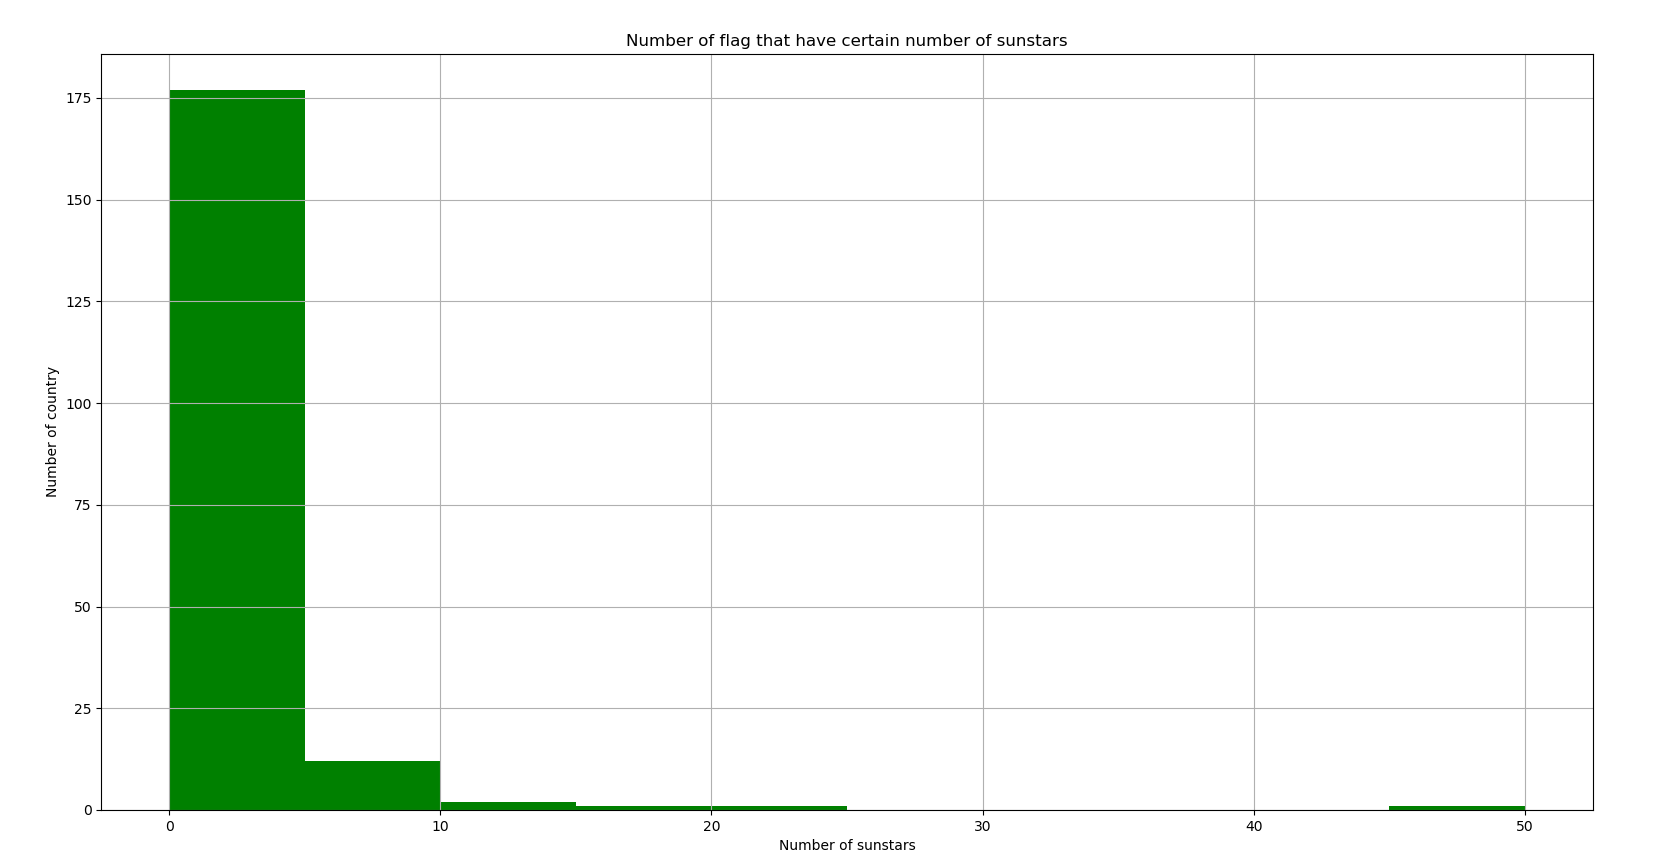 Number of flag that have certain number of sunstars
175
150
125
100
75
50
25
0
Number of country
0 10 20 30 40 50
Number of sunstars